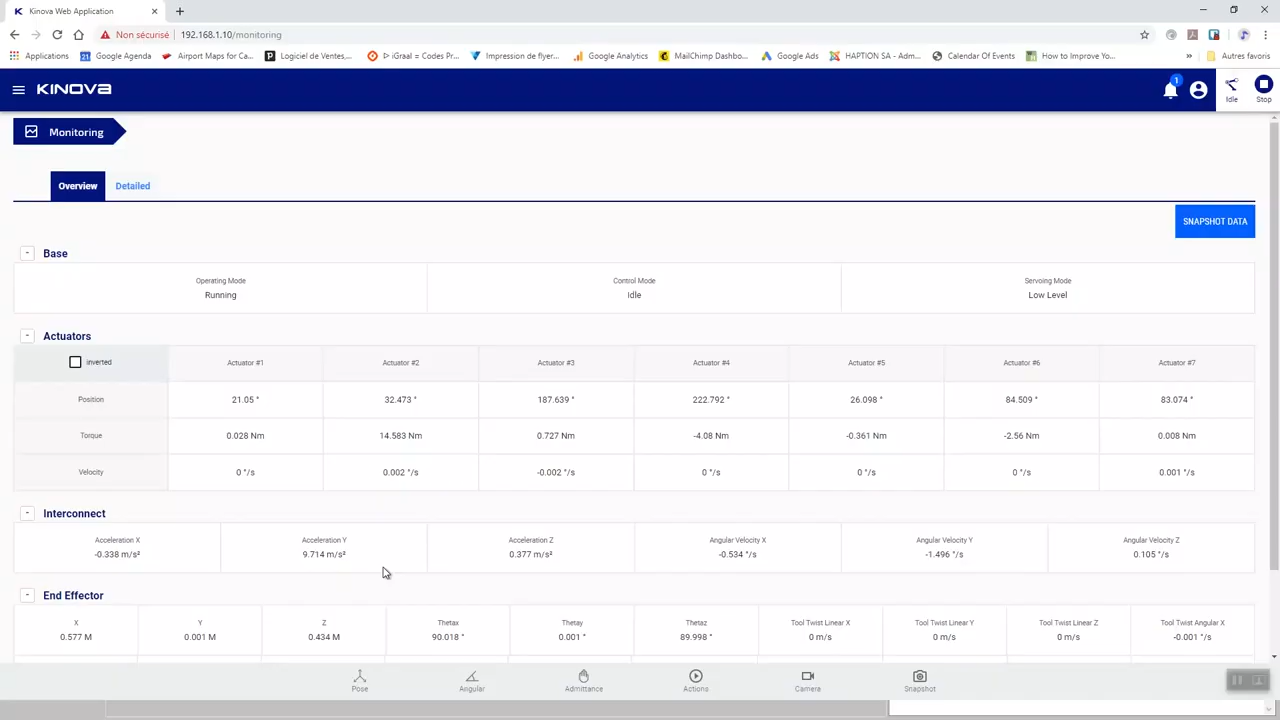 Kinova Web Application
Non sécurisé 192.168.1.10/monitoring
Applications Google Agenda Airport Maps for Ca... Logiciel de Ventes,... iGraal = Codes Pr... Impression de flyer... Google Analytics MailChimp Dashbo... Google Ads HAPTION SA - Adm... Calendar Of Events How to Improve Yo... » Autres favoris
KINOVA 1
Idle Stop
Monitoring
Overview Detailed
SNAPSHOT DATA
- Base
Operating Mode Control Mode Servoing Mode
Running Idle Low Level
- Actuators
inverted Actuator #1 Actuator #2 Actuator #3 Actuator #4 Actuator #5 Actuator #6 Actuator #7
Position 21.05 ° 32.473 ° 187.639 ° 222.792 ° 26.098 ° 84.509 ° 83.074 °
Torque 0.028 Nm 14.583 Nm 0.727 Nm -4.08 Nm -0.361 Nm -2.56 Nm 0.008 Nm
Velocity 0 °/s 0.002 °/s -0.002 °/s 0 °/s 0 °/s 0 °/s 0.001 °/s
- Interconnect
Acceleration X Acceleration Y Acceleration Z Angular Velocity X Angular Velocity Y Angular Velocity Z
-0.338 m/s² 9.714 m/s² 0.377 m/s² -0.534 °/s -1.496 °/s 0.105 °/s
- End Effector
X Y Z Thetax Thetay Thetaz Tool Twist Linear X Tool Twist Linear Y Tool Twist Linear Z Tool Twist Angular X
0.577 M 0.001 M 0.434 M 90.018 ° 0.001 ° 89.998 ° 0 m/s 0 m/s 0 m/s -0.001 °/s
Pose Angular Admittance Actions Camera Snapshot